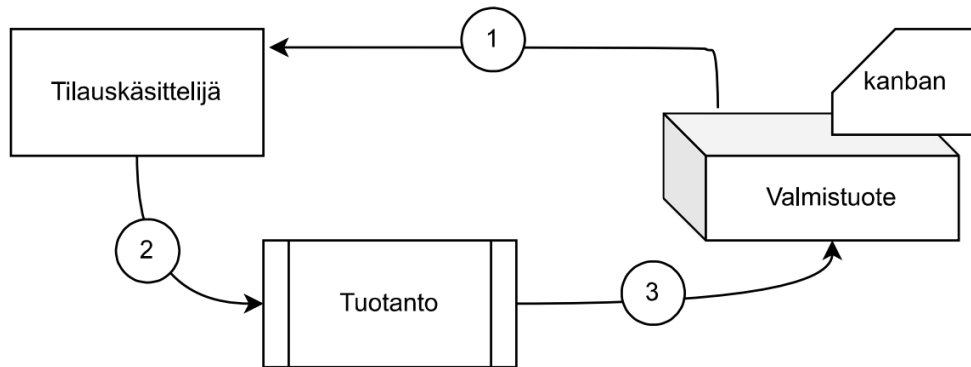 1
Tilauskäsittelijä
kanban
Valmistuote
2
Tuotanto
3